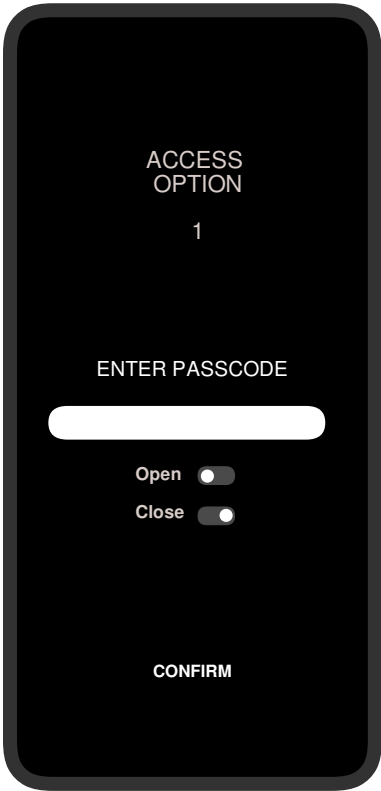 ACCESS
OPTION
1
ENTER PASSCODE
Open
Close
CONFIRM